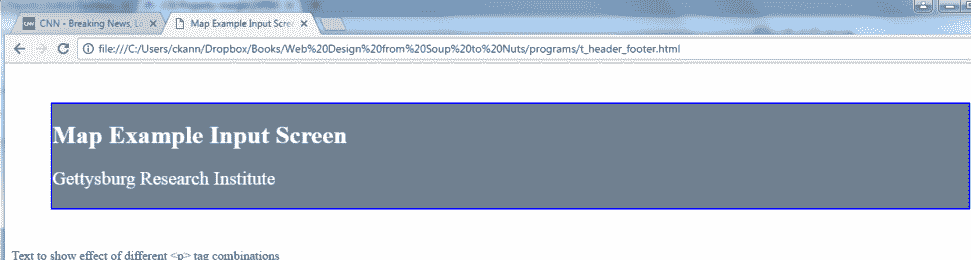 CNN - Breaking News, L
Map Example Input Scree
file:///C:/Users/ckann/Dropbox/Books/Web%20Design%20from%20Soup%20to%20Nuts/programs/t_header_footer.html
Map Example Input Screen
Gettysburg Research Institute
Text to show effect of different <p> tag combinations